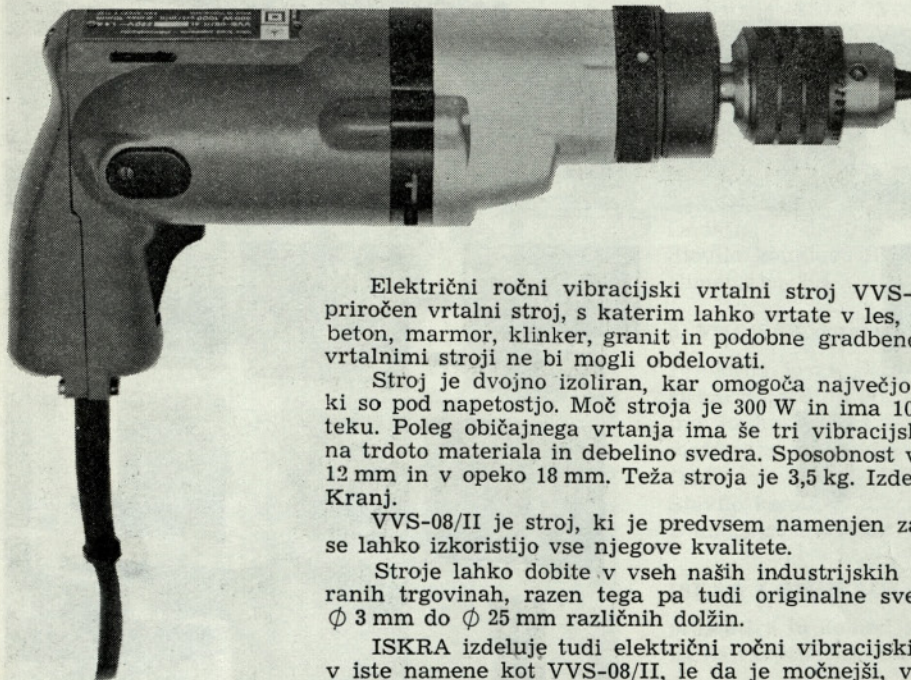 Električni ročni vibracijski vrtalni stroj VVS-
priročen vrtalni stroj, s katerim lahko vrtate v les,
beton, marmor, klinker, granit in podobne gradbene
vrtalnimi stroji ne bi mogli obdelovati.
Stroj je dvojno izoliran, kar omogoča največjo
ki so pod napetostjo. Moč stroja je 300 W in ima 10
teku. Poleg običajnega vrtanja ima še tri vibracijsk
na trdoto materiala in debelino svedra. Sposobnost v
12 mm in v opeko 18 mm. Teža stroja je 3,5 kg. Izde
Kranj.
VVS-08/II je stroj, ki je predvsem namenjen za
se lahko izkoristijo vse njegove kvalitete.
Stroje lahko dobite v vseh naših industrijskih
ranih trgovinah, razen tega pa tudi originalne sve
∅ 3 mm do ∅ 25 mm različnih dolžin.
ISKRA izdeluje tudi električni ročni vibracijski
v iste namene kot VVS-08/II, le da je močnejši, v